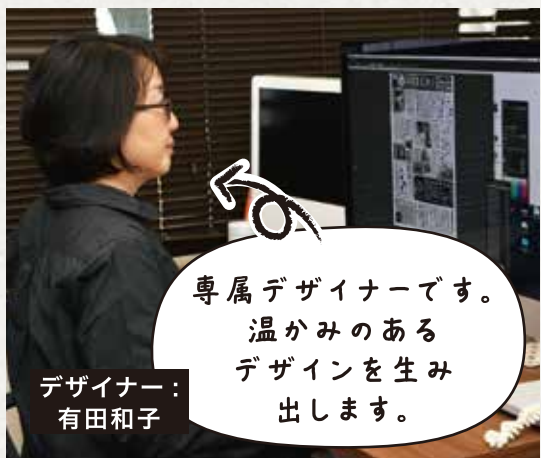 専属デザイナーです。
温かみのある
デザインを生み
出します。
デザイナー：
有田和子